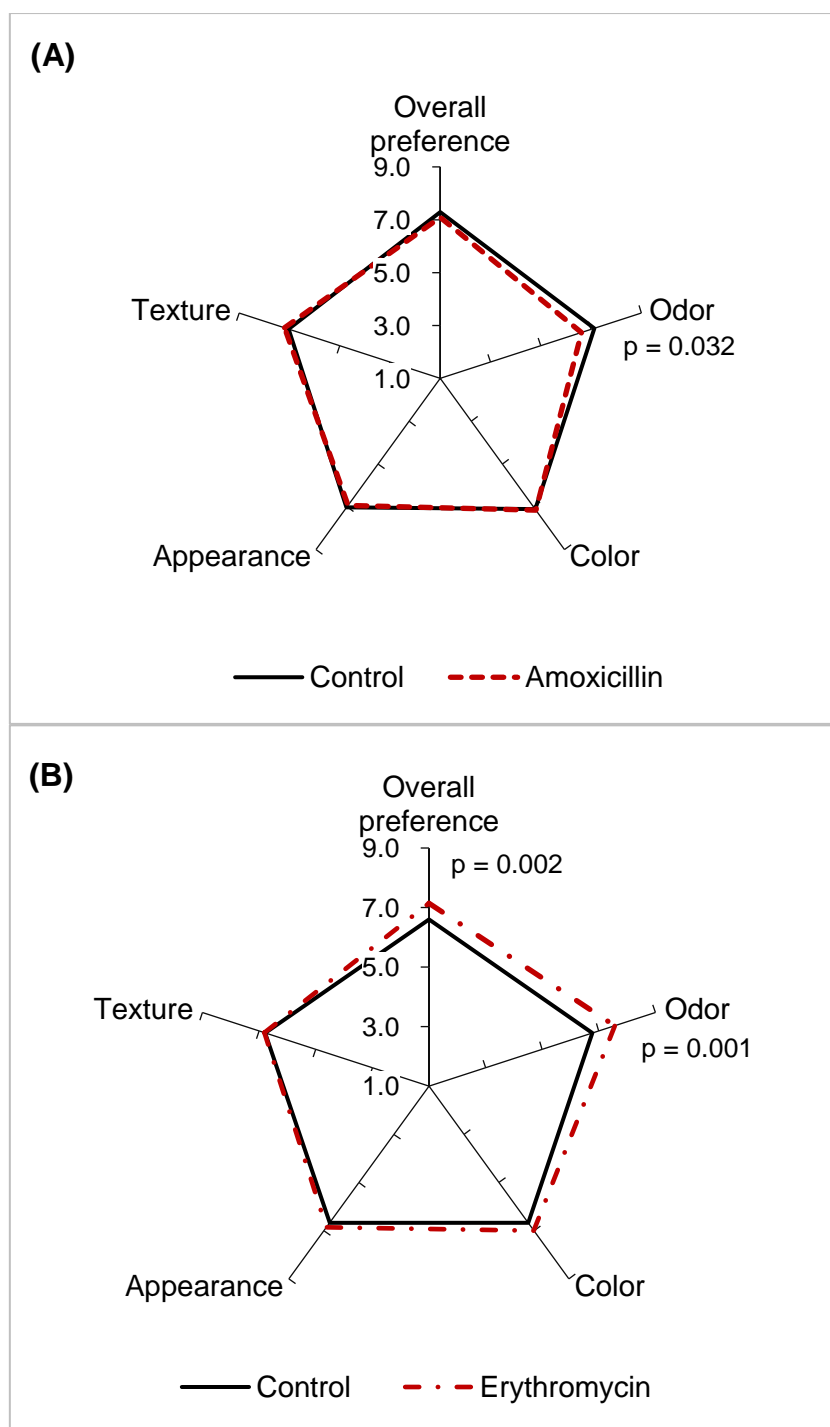 (A)
Overall
preference
9.0
7.0
5.0
3.0
1.0
Texture
Odor
p = 0.032
Appearance
Color
Control
Amoxicillin
(B)
Overall
preference
9.0
p = 0.002
7.0
5.0
3.0
1.0
Texture
Odor
p = 0.001
Appearance
Color
Control
Erythromycin